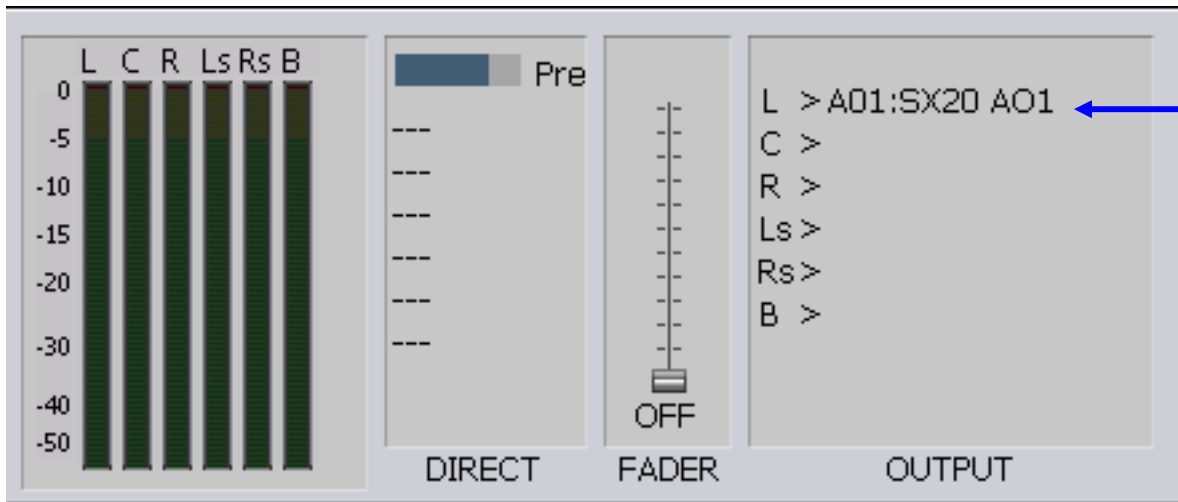 L C R Ls Rs B
0
-5
-10
-15
-20
-30
-40
-50
Pre
---
---
---
---
---
---
DIRECT
OFF
FADER
L > A01:SX20 AO1
C >
R >
Ls >
Rs >
B >
OUTPUT